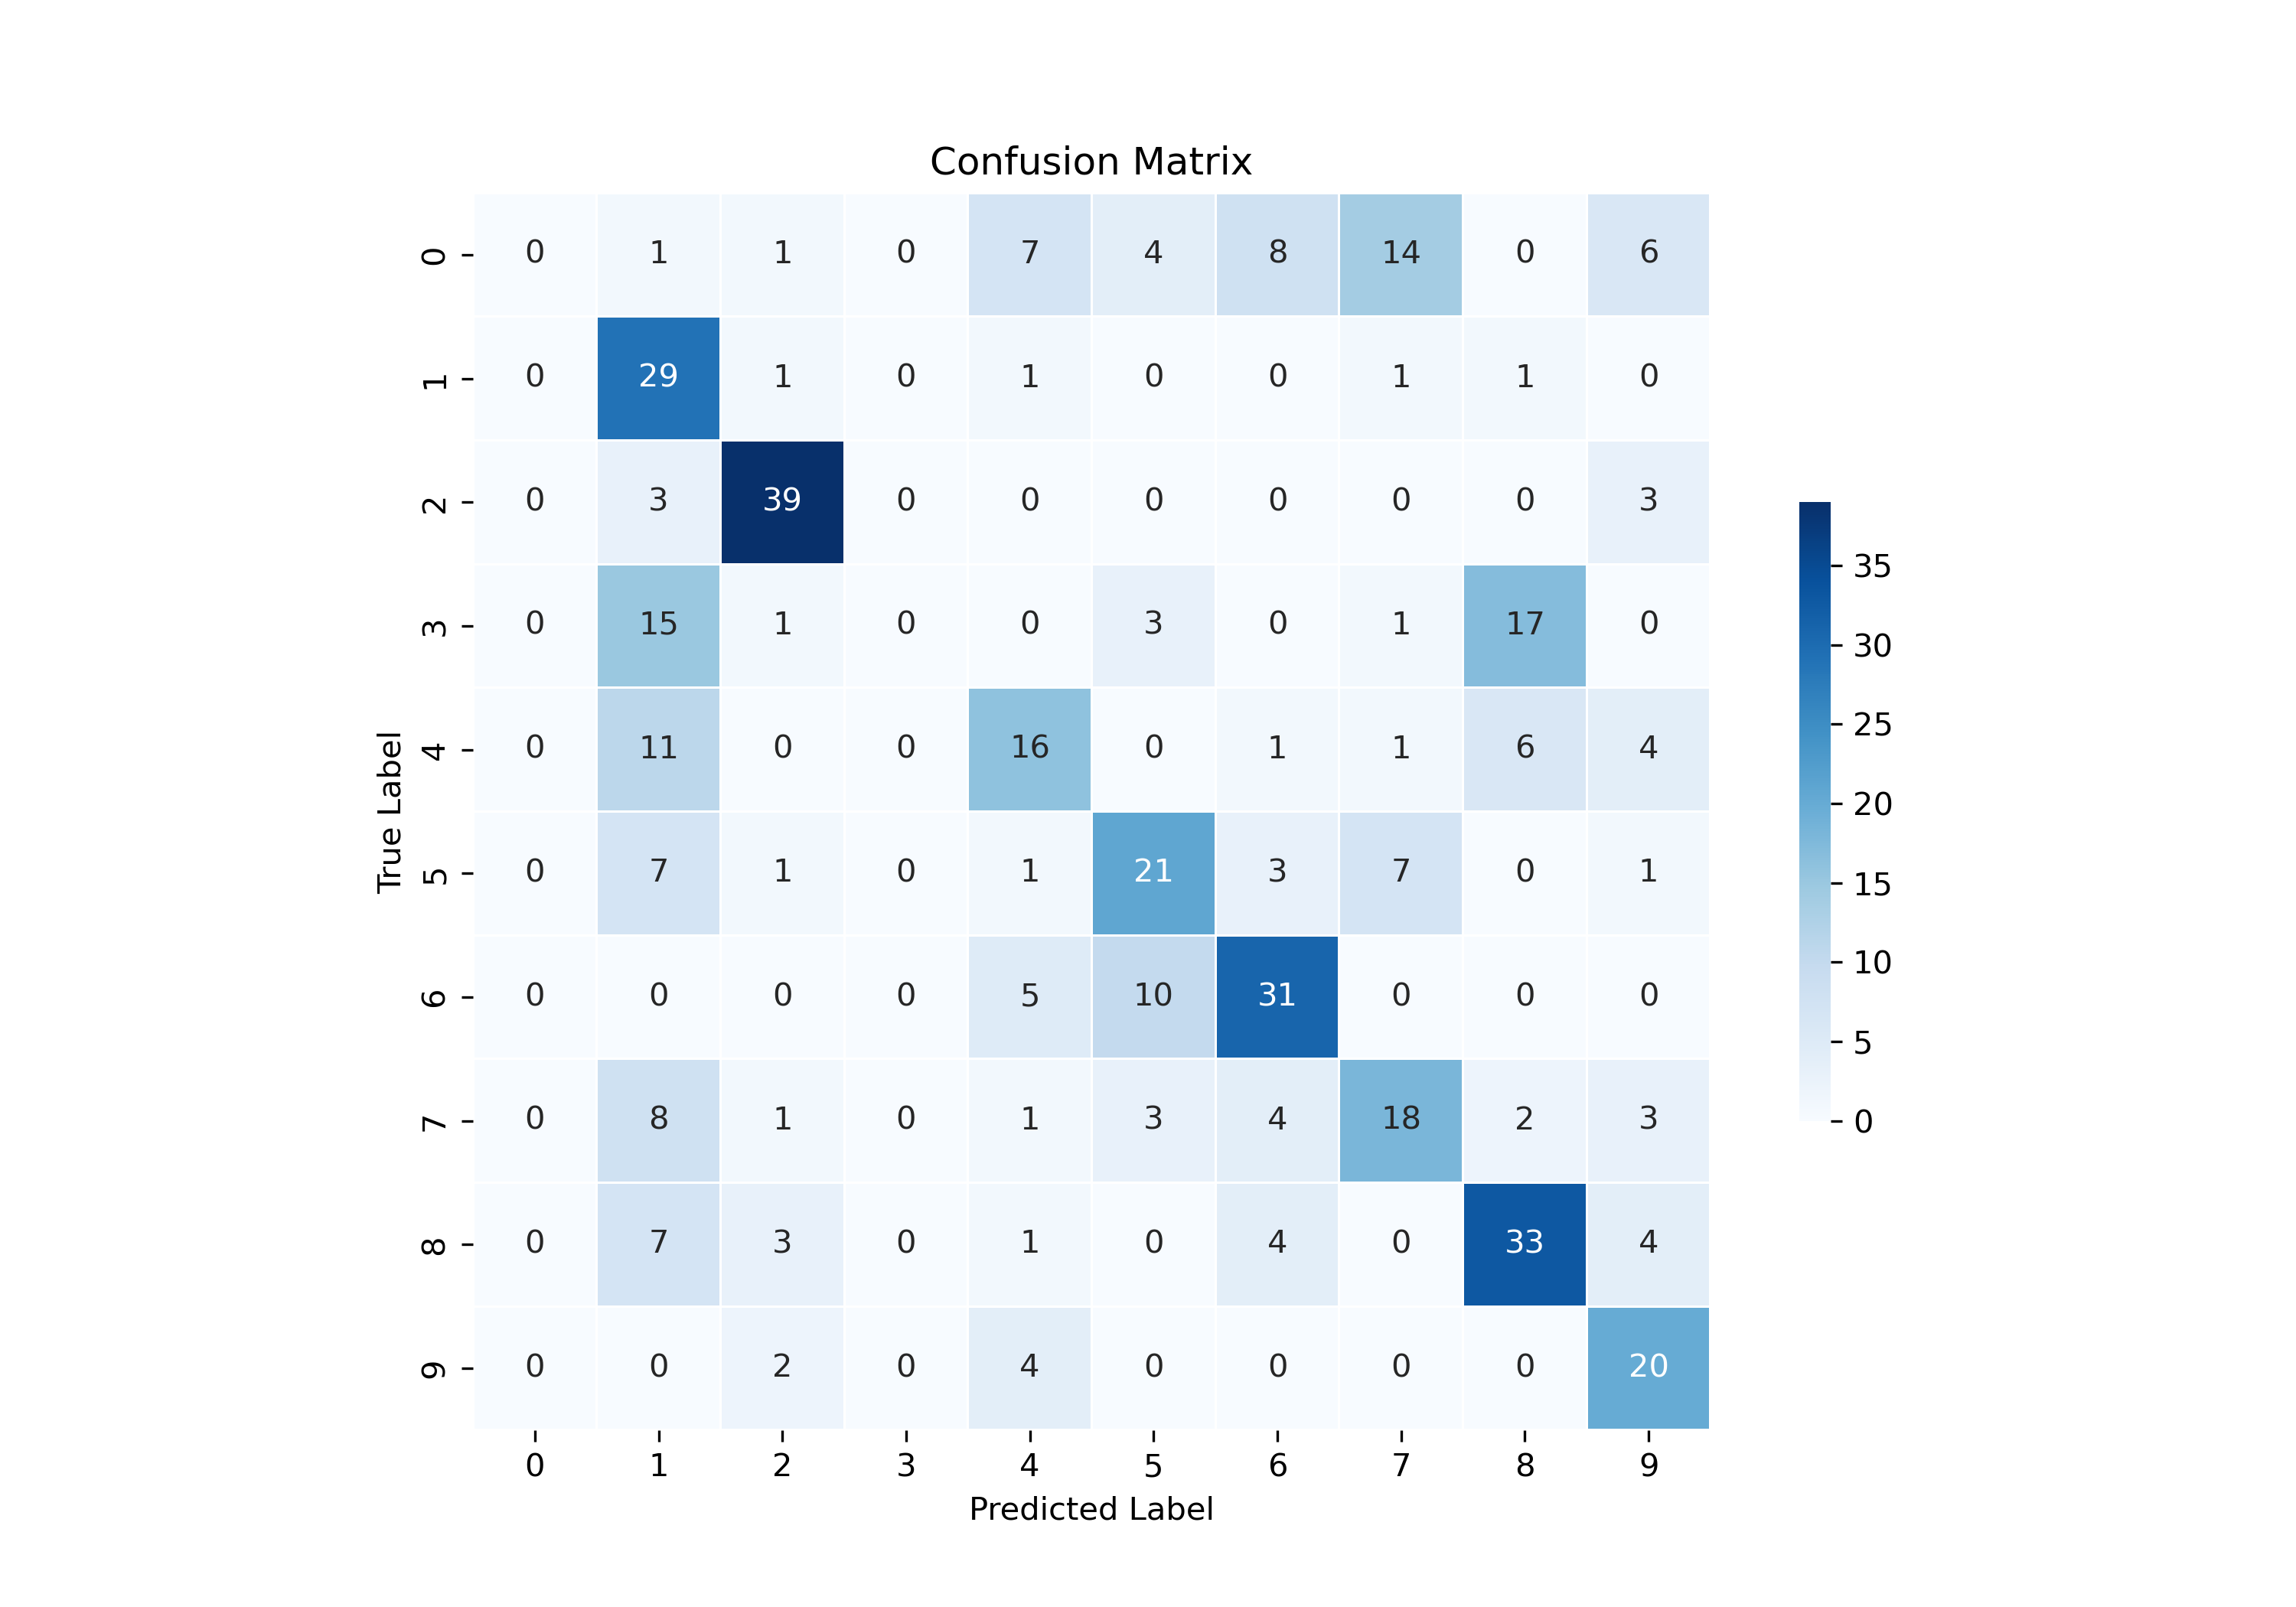 Confusion Matrix
0 0 1 1 0 7 4 8 14 0 6
1 0 29 1 0 1 0 0 1 1 0
2 0 3 39 0 0 0 0 0 0 3
3 0 15 1 0 0 3 0 1 17 0
4 0 11 0 0 16 0 1 1 6 4
5 0 7 1 0 1 21 3 7 0 1
6 0 0 0 0 5 10 31 0 0 0
7 0 8 1 0 1 3 4 18 2 3
8 0 7 3 0 1 0 4 0 33 4
9 0 0 2 0 4 0 0 0 0 20
0 1 2 3 4 5 6 7 8 9
Predicted Label
True Label
35
30
25
20
15
10
5
0